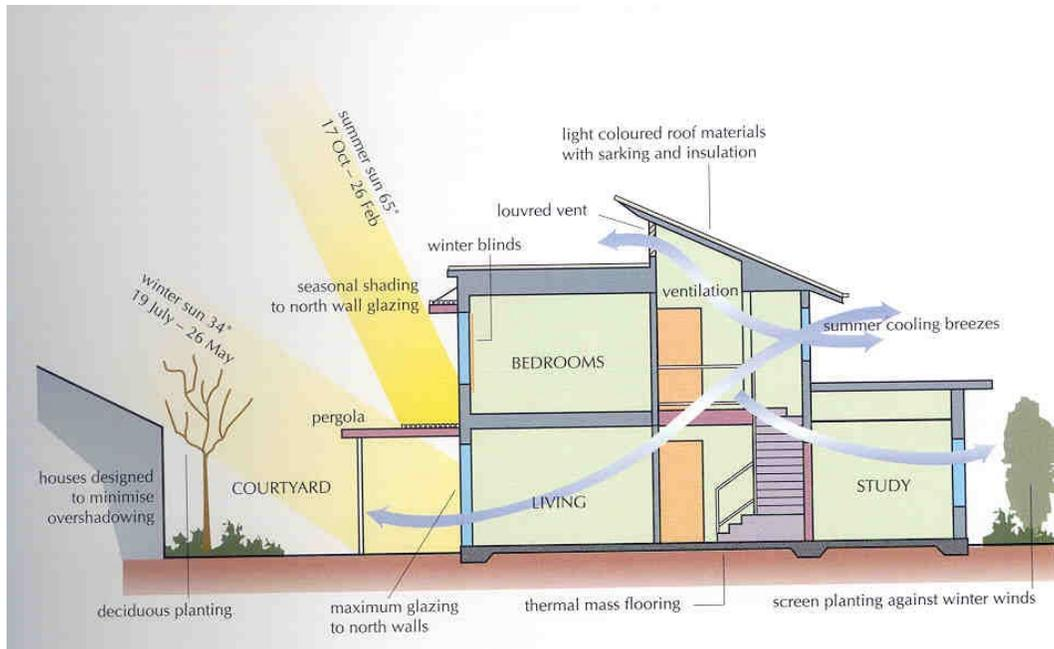 summer sun 65°
17 Oct – 26 Feb
light coloured roof materials
with sarking and insulation
louvred vent
winter blinds
seasonal shading
to north wall glazing
winter sun 34°
19 July – 26 May
ventilation
summer cooling breezes
BEDROOMS
pergola
houses designed
to minimise
overshadowing
COURTYARD
LIVING
STUDY
deciduous planting
maximum glazing
to north walls
thermal mass flooring
screen planting against winter winds